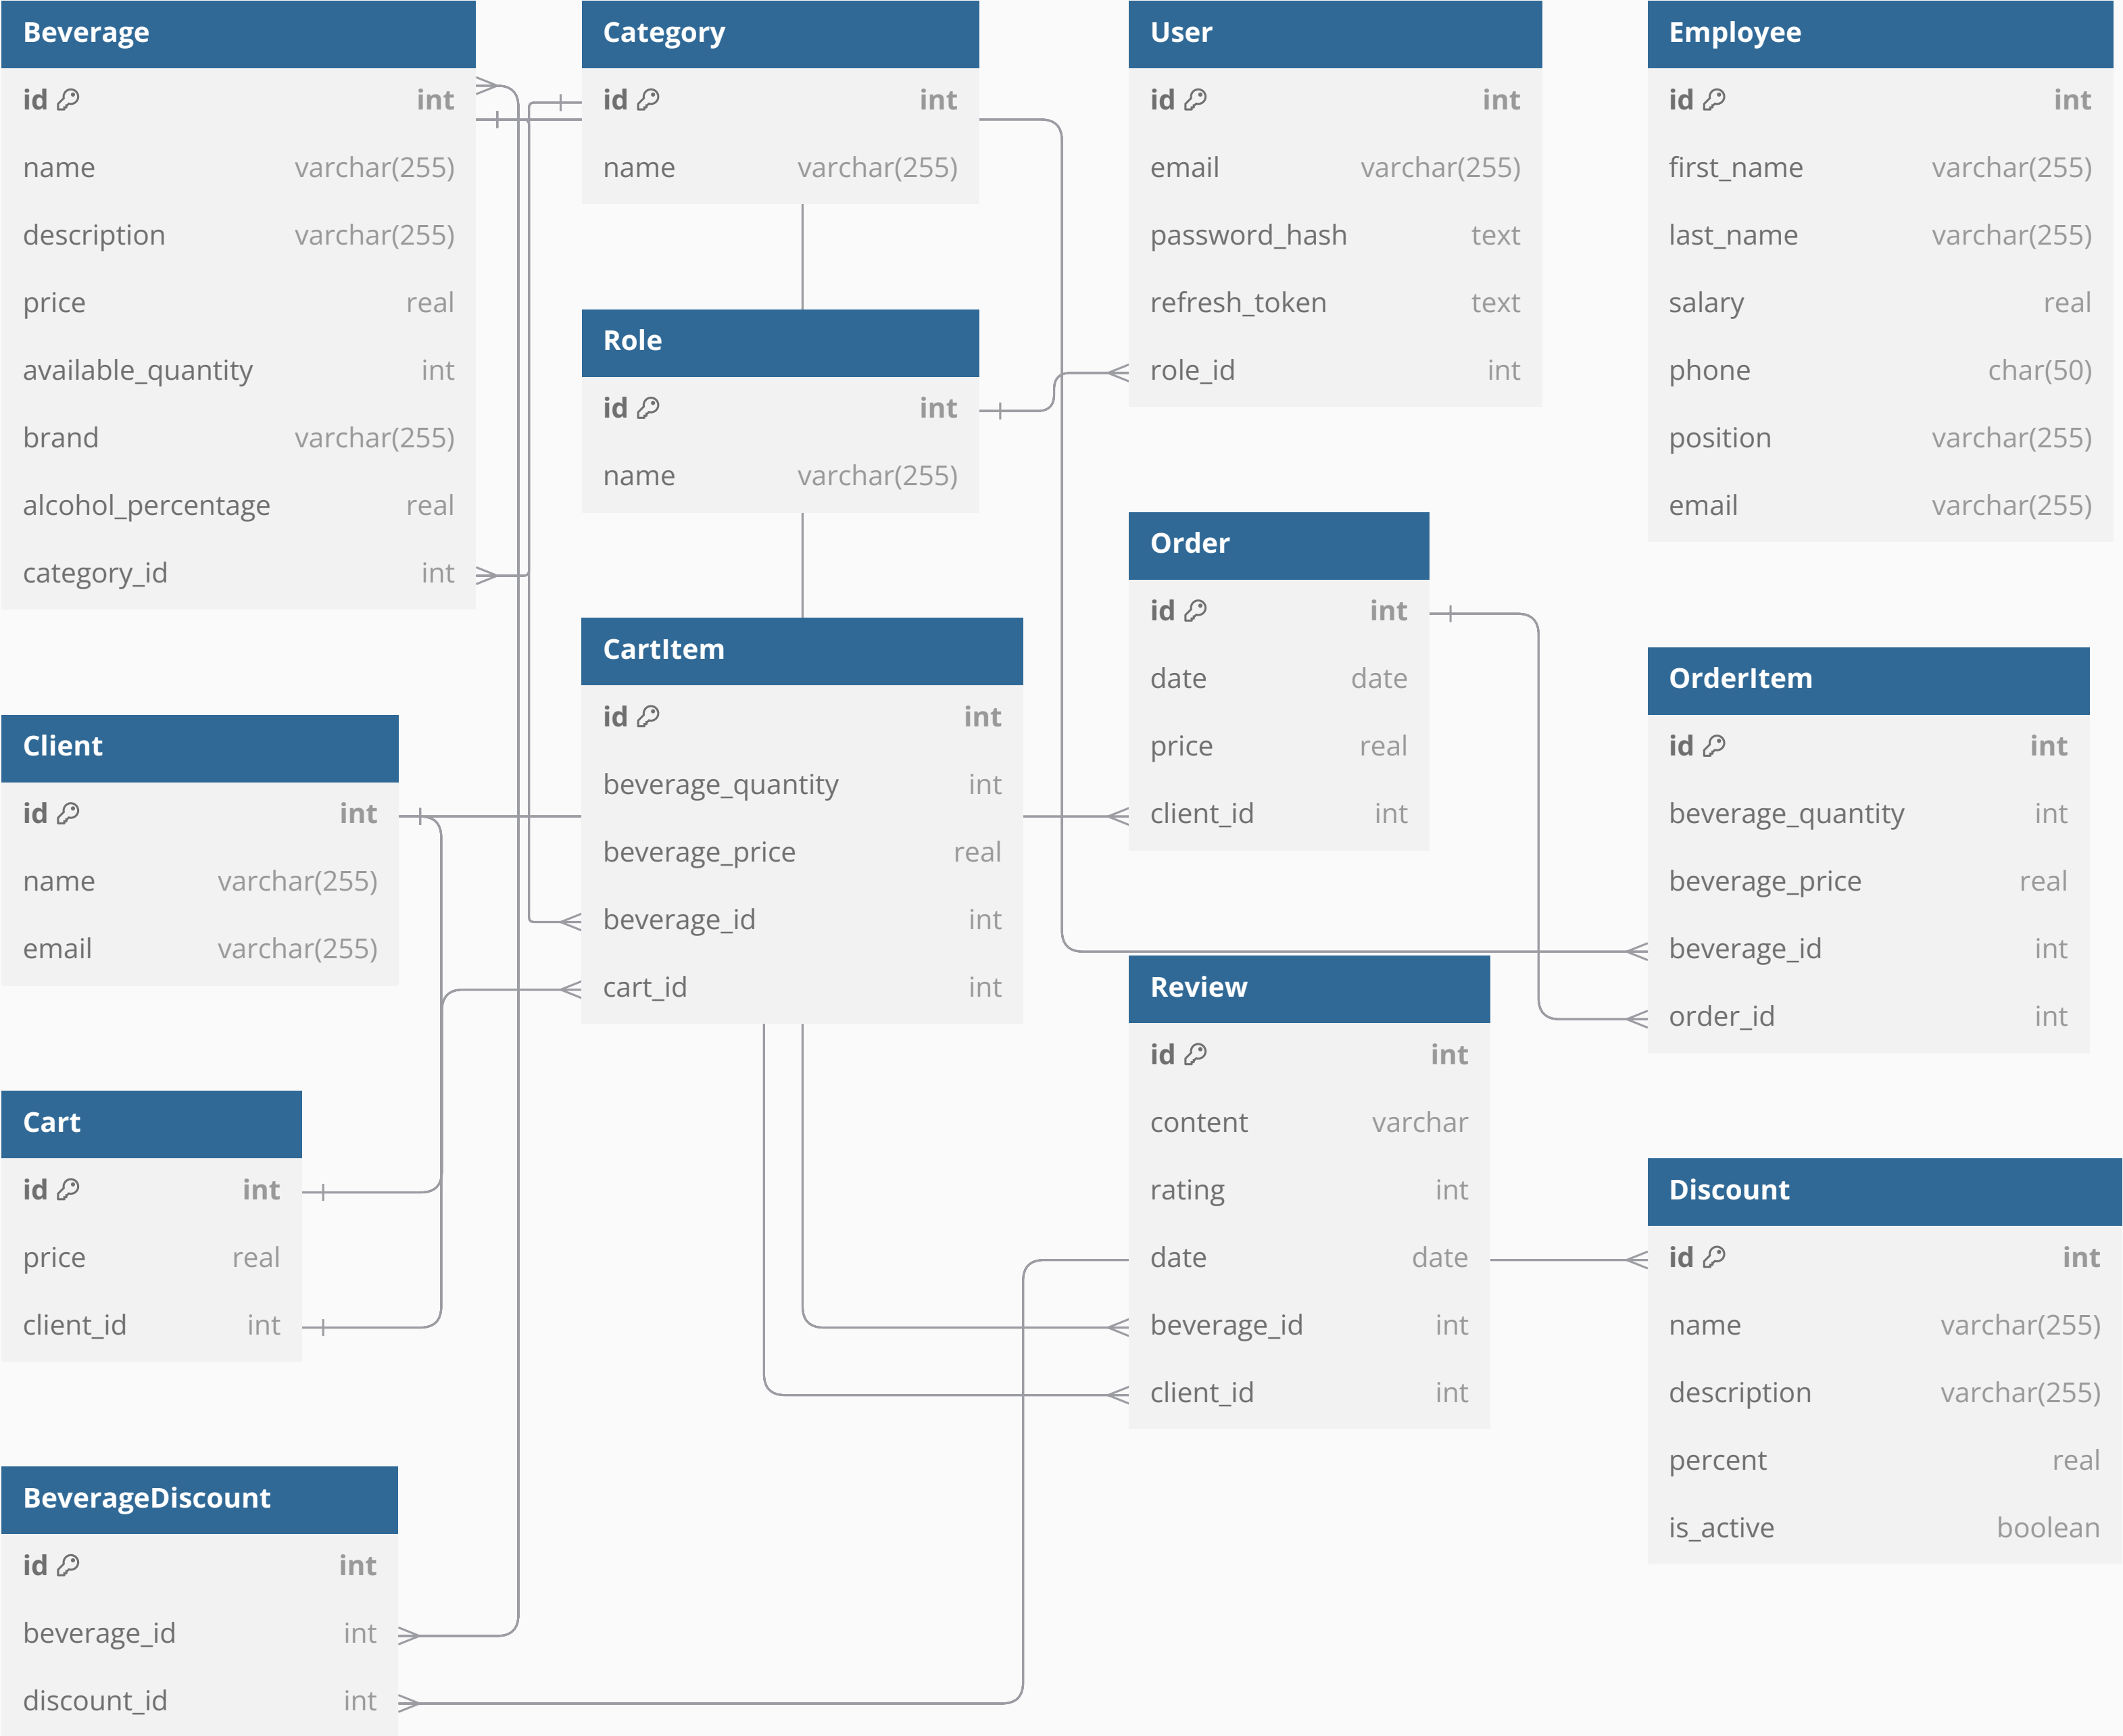 Beverage
id int
name varchar(255)
description varchar(255)
price real
available_quantity int
brand varchar(255)
alcohol_percentage real
category_id int
Category
id int
name varchar(255)
User
id int
email varchar(255)
password_hash text
refresh_token text
role_id int
Employee
id int
first_name varchar(255)
last_name varchar(255)
salary real
phone char(50)
position varchar(255)
email varchar(255)
Role
id int
name varchar(255)
Order
id int
date date
price real
client_id int
CartItem
id int
beverage_quantity int
beverage_price real
beverage_id int
cart_id int
OrderItem
id int
beverage_quantity int
beverage_price real
beverage_id int
order_id int
Client
id int
name varchar(255)
email varchar(255)
Review
id int
content varchar
rating int
date date
beverage_id int
client_id int
Cart
id int
price real
client_id int
Discount
id int
name varchar(255)
description varchar(255)
percent real
is_active boolean
BeverageDiscount
id int
beverage_id int
discount_id int